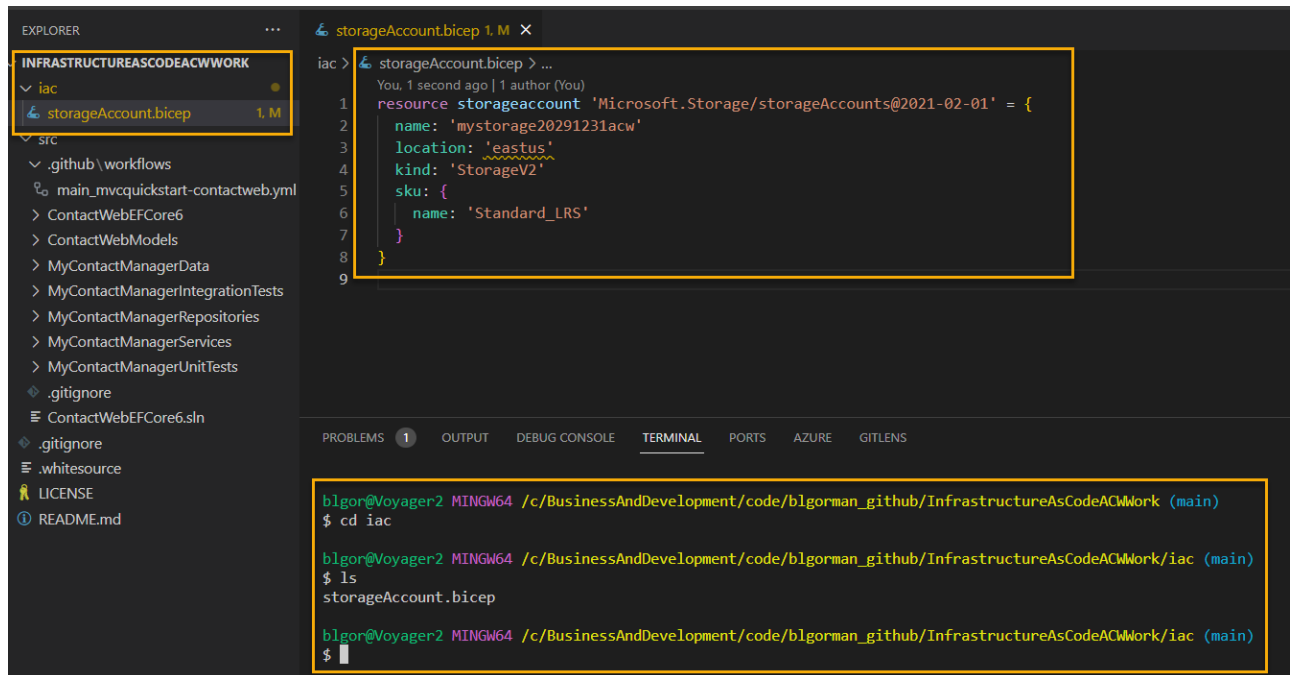 EXPLORER ...
INFRASTRUCTUREASCODEACWWORK
iac
storageAccount.bicep 1, M
src
.github\workflows
main_mvcquickstart-contactweb.yml
ContactWebEFCore6
ContactWebModels
MyContactManagerData
MyContactManagerIntegrationTests
MyContactManagerRepositories
MyContactManagerServices
MyContactManagerUnitTests
.gitignore
ContactWebEFCore6.sln
.gitignore
.whitesource
LICENSE
README.md
storageAccount.bicep 1, M
iac > storageAccount.bicep > ...
You, 1 second ago | 1 author (You)
1 resource storageaccount 'Microsoft.Storage/storageAccounts@2021-02-01' = {
2 name: 'mystorage20291231acw'
3 location: 'eastus'
4 kind: 'StorageV2'
5 sku: {
6 name: 'Standard_LRS'
7 }
8 }
9
PROBLEMS 1 OUTPUT DEBUG CONSOLE TERMINAL PORTS AZURE GITLENS
blgor@Voyager2 MINGW64 /c/BusinessAndDevelopment/code/blgorman_github/InfrastructureAsCodeACWWork (main)
$ cd iac
blgor@Voyager2 MINGW64 /c/BusinessAndDevelopment/code/blgorman_github/InfrastructureAsCodeACWWork/iac (main)
$ ls
storageAccount.bicep
blgor@Voyager2 MINGW64 /c/BusinessAndDevelopment/code/blgorman_github/InfrastructureAsCodeACWWork/iac (main)
$